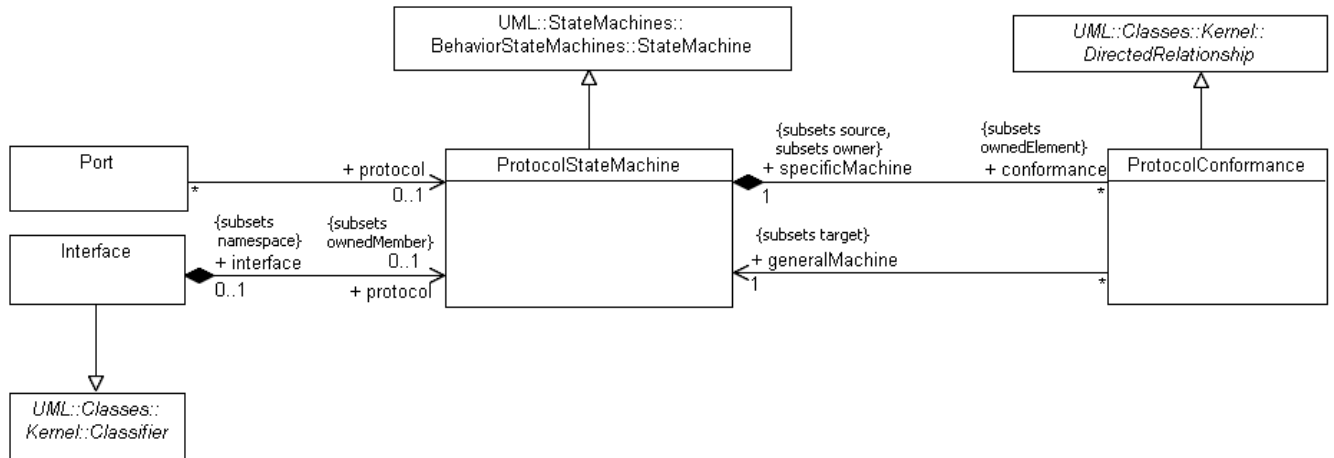 UML::StateMachines::
BehaviorStateMachines::StateMachine
UML::Classes::Kernel::
DirectedRelationship
Port
+ protocol
*
0..1
Interface
{subsets
namespace}
+ interface
0..1
{subsets
ownedMember}
0..1
+ protocol
UML::Classes::
Kernel::Classifier
ProtocolStateMachine
{subsets source,
subsets owner}
+ specificMachine
1
{subsets
ownedElement}
+ conformance
*
{subsets target}
+ generalMachine
1
*
ProtocolConformance